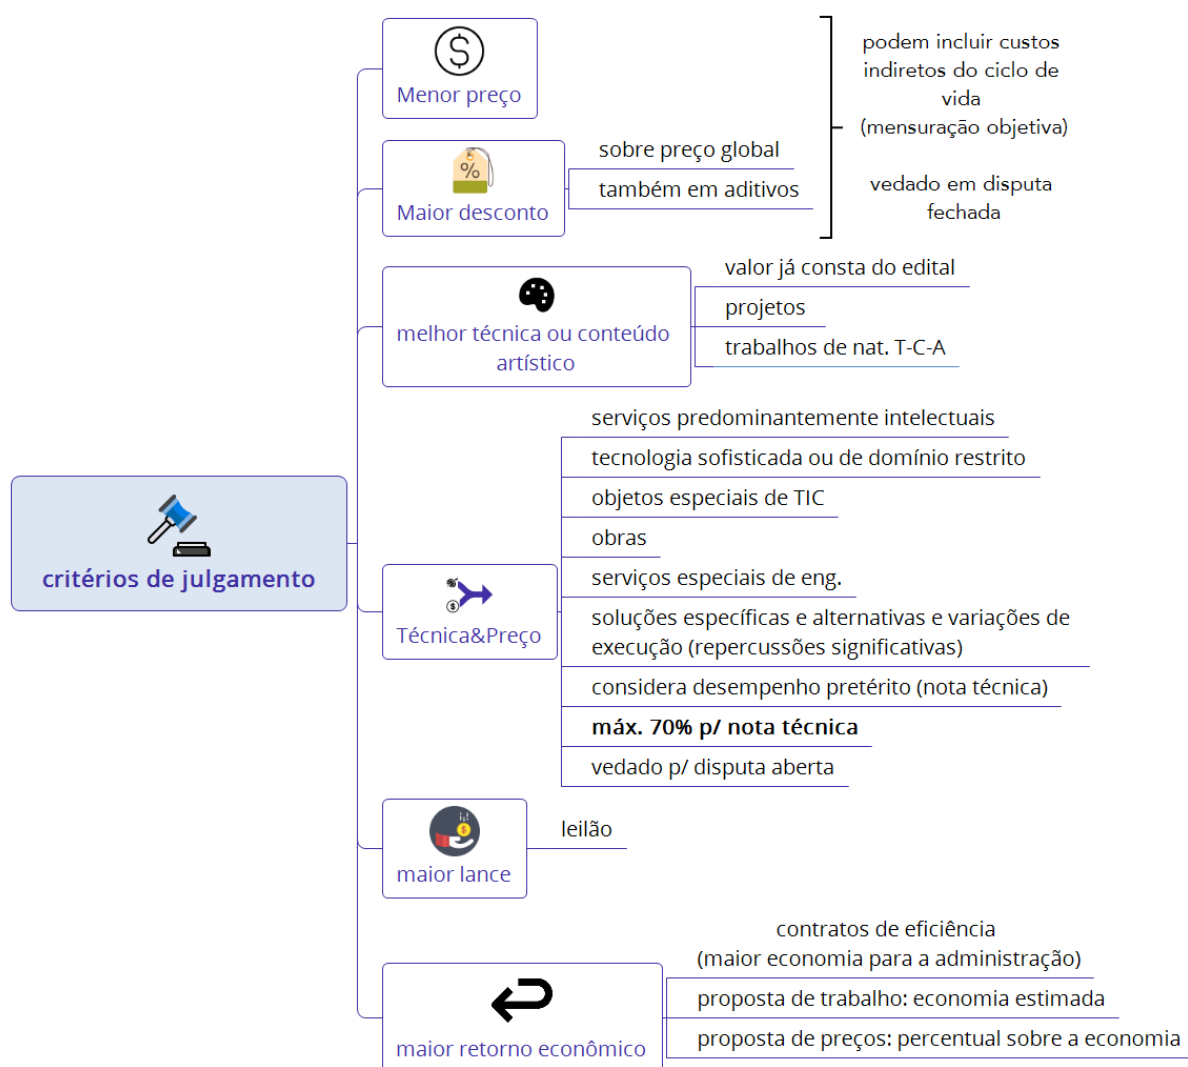 critérios de julgamento
$
Menor preço
%
Maior desconto
sobre preço global
também em aditivos
podem incluir custos
indiretos do ciclo de
vida
(mensuração objetiva)
vedado em disputa
fechada
melhor técnica ou conteúdo
artístico
valor já consta do edital
projetos
trabalhos de nat. T-C-A
$
Técnica&Preço
serviços predominantemente intelectuais
tecnologia sofisticada ou de domínio restrito
objetos especiais de TIC
obras
serviços especiais de eng.
soluções específicas e alternativas e variações de
execução (repercussões significativas)
considera desempenho pretérito (nota técnica)
máx. 70% p/ nota técnica
vedado p/ disputa aberta
$
maior lance
leilão
maior retorno econômico
contratos de eficiência
(maior economia para a administração)
proposta de trabalho: economia estimada
proposta de preços: percentual sobre a economia